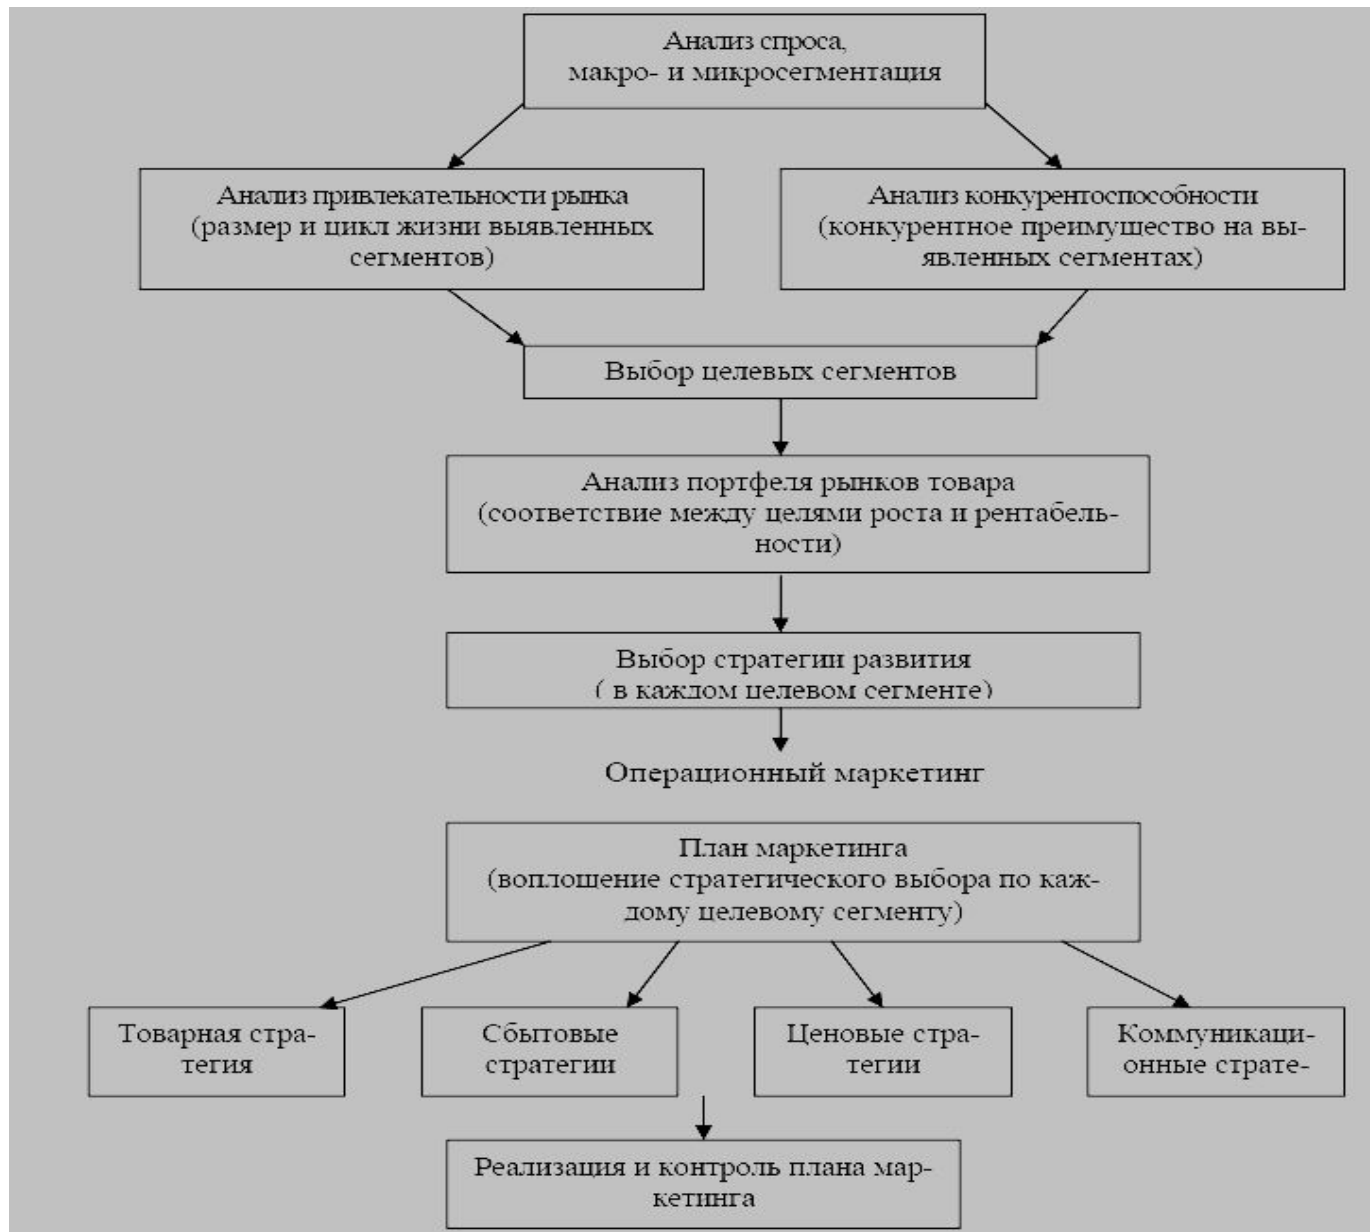 Анализ спроса,
макро- и микросегментация
Анализ привлекательности рынка
(размер и цикл жизни выявленных
сегментов)
Анализ конкурентоспособности
(конкурентное преимущество на вы-
явленных сегментах)
Выбор целевых сегментов
Анализ портфеля рынков товара
(соответствие между целями роста и рентабель-
ности)
Выбор стратегии развития
( в каждом целевом сегменте)
Операционный маркетинг
План маркетинга
(воплощение стратегического выбора по каж-
дому целевому сегменту)
Товарная стра-
тегия
Сбытовые
стратегии
Ценовые стра-
тегии
Коммуникаци-
онные страте-
Реализация и контроль плана мар-
кетинга